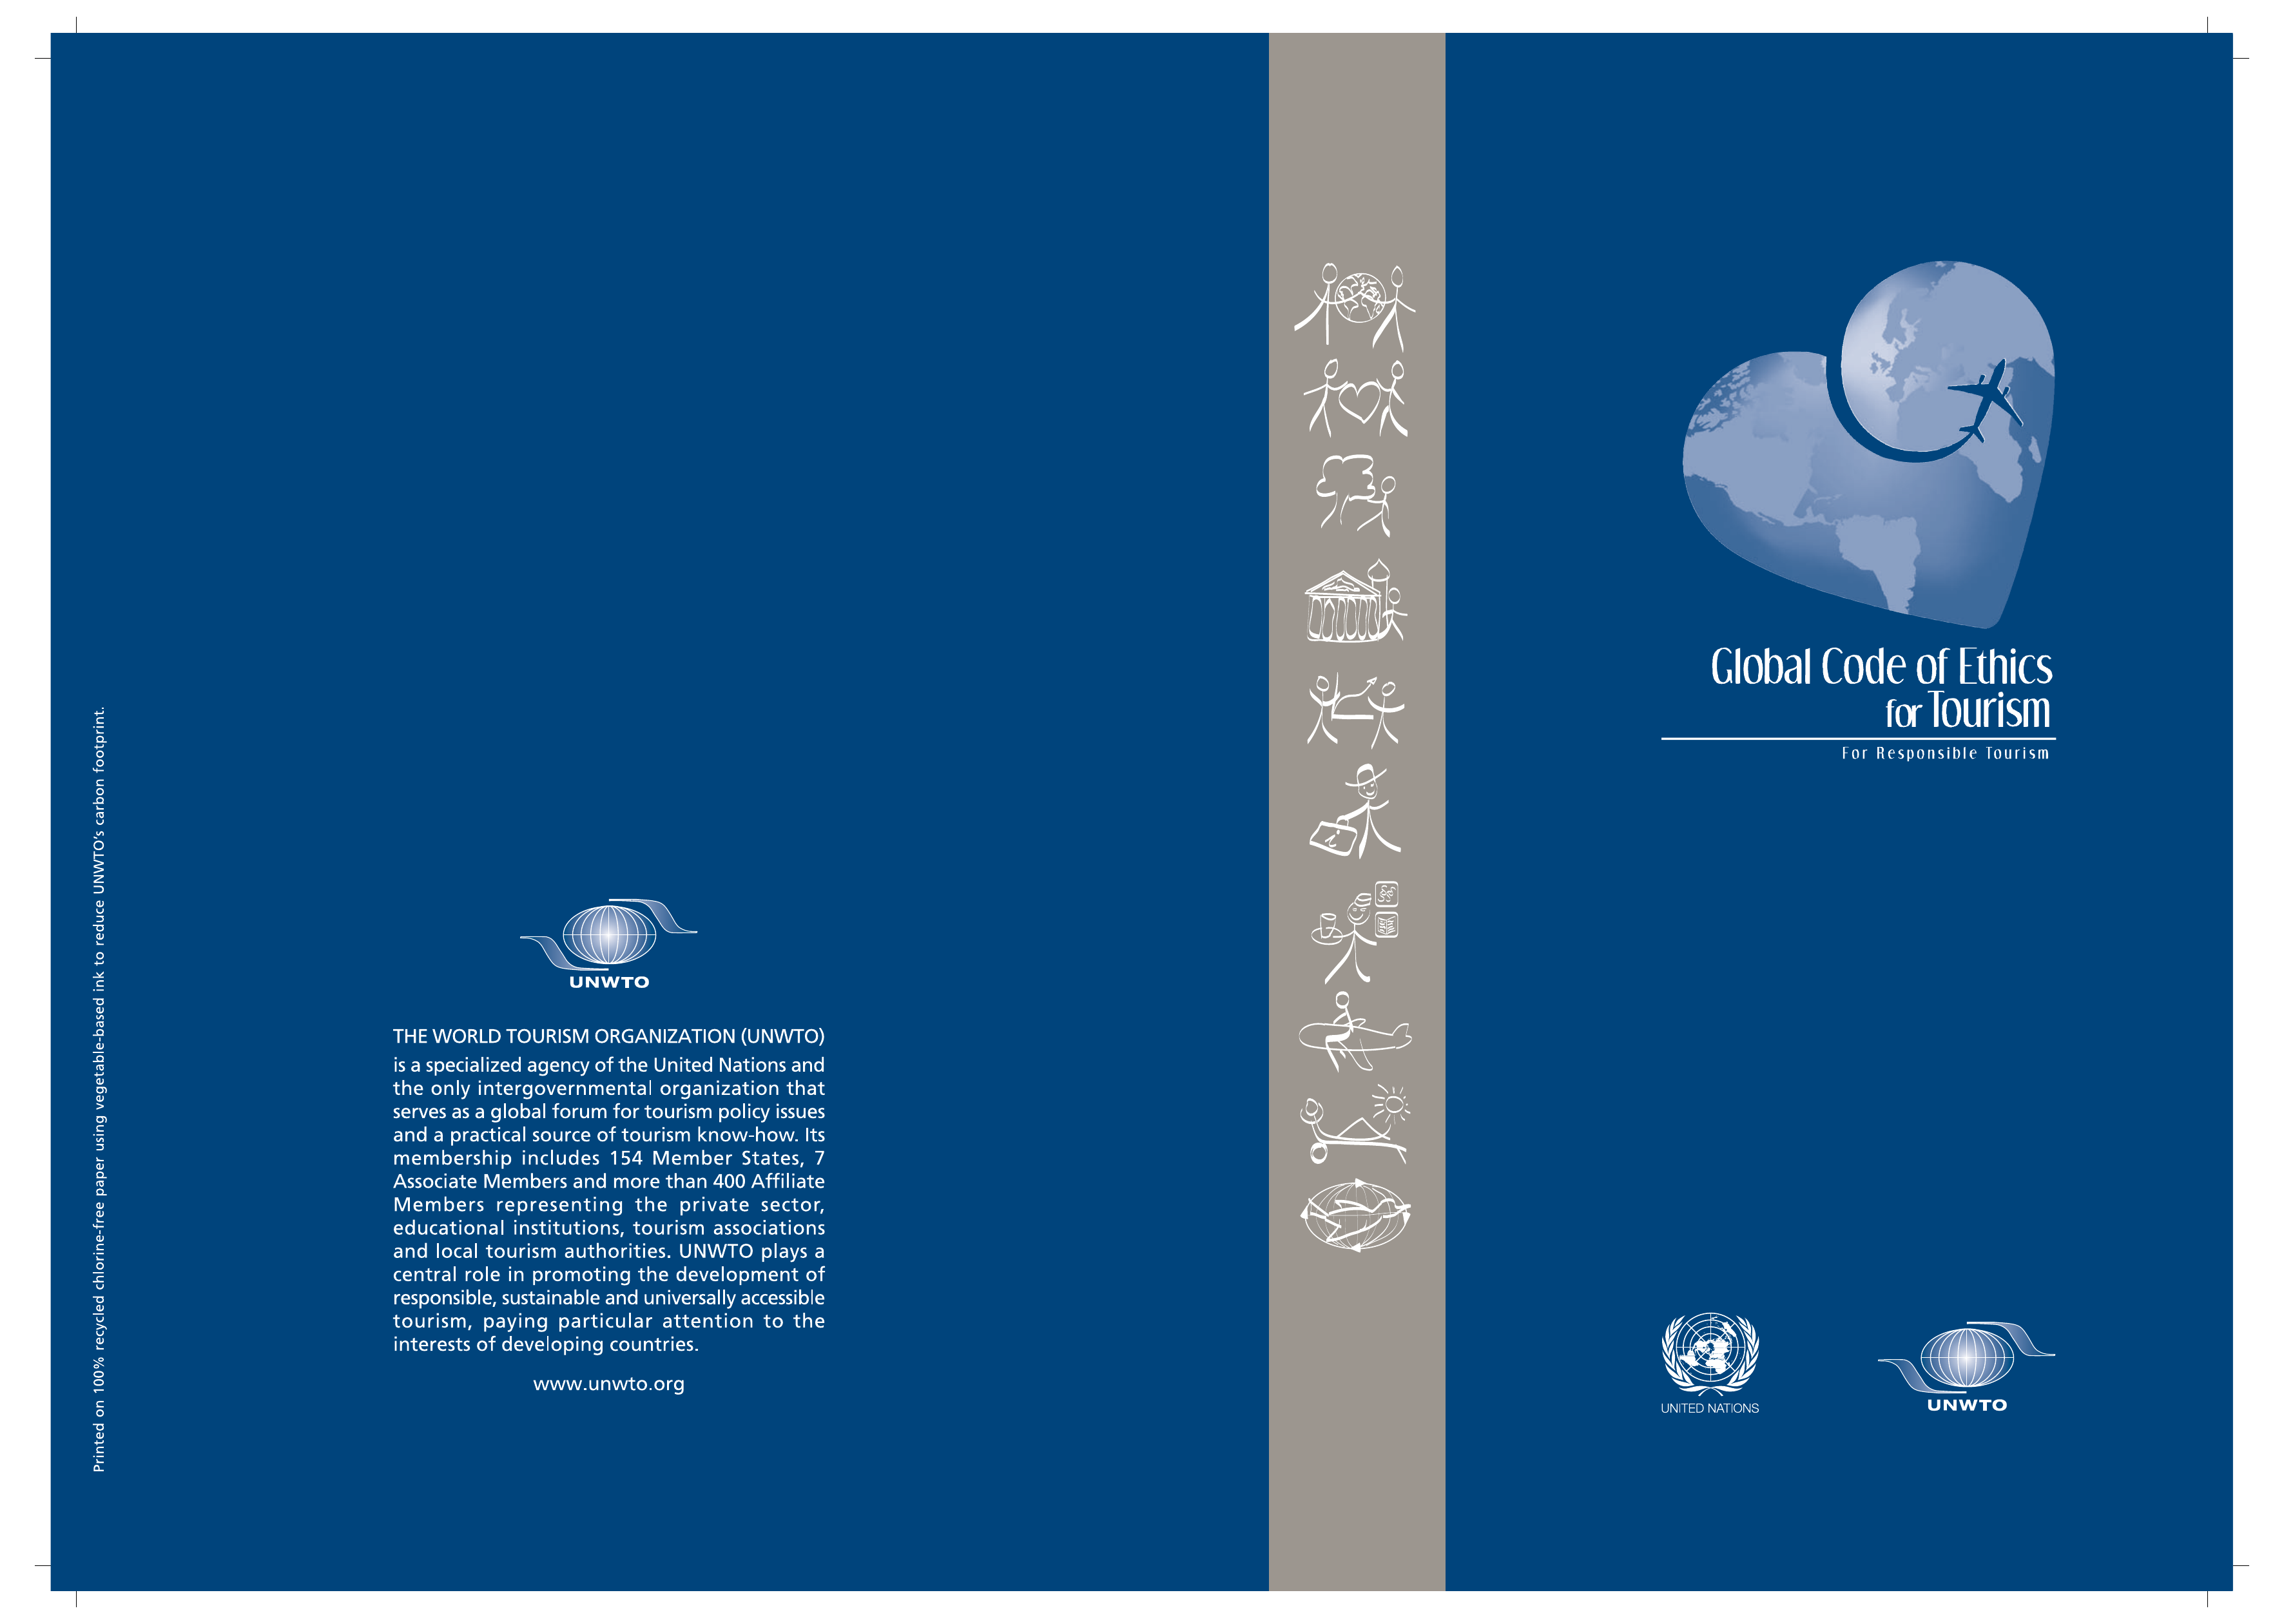 Printed on 100% recycled chlorine-free paper using vegetable-based ink to reduce UNWTO's carbon footprint.
UNWTO
THE WORLD TOURISM ORGANIZATION (UNWTO)
is a specialized agency of the United Nations and
the only intergovernmental organization that
serves as a global forum for tourism policy issues
and a practical source of tourism know-how. Its
membership includes 154 Member States, 7
Associate Members and more than 400 Affiliate
Members representing the private sector,
educational institutions, tourism associations
and local tourism authorities. UNWTO plays a
central role in promoting the development of
responsible, sustainable and universally accessible
tourism, paying particular attention to the
interests of developing countries.
www.unwto.org
i
Global Code of Ethics
for Tourism
For Responsible Tourism
UNITED NATIONS
UNWTO